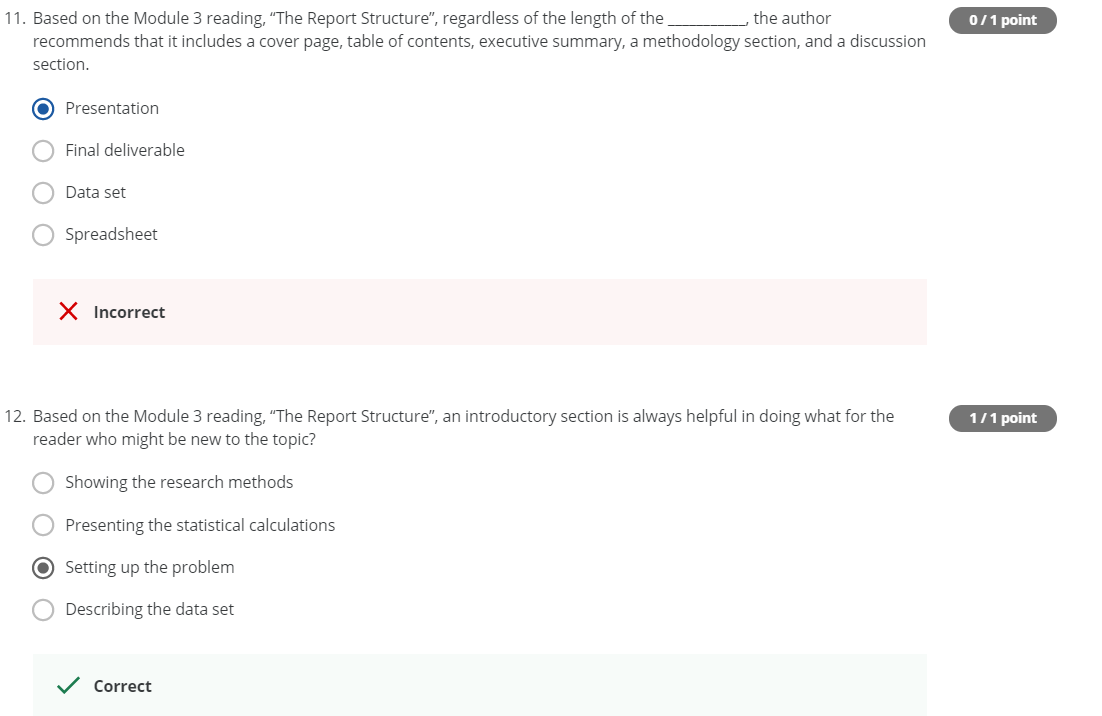 11. Based on the Module 3 reading, “The Report Structure”, regardless of the length of the __________, the author
0 / 1 point
recommends that it includes a cover page, table of contents, executive summary, a methodology section, and a discussion
section.
Presentation
Final deliverable
Data set
Spreadsheet
Incorrect
12. Based on the Module 3 reading, “The Report Structure”, an introductory section is always helpful in doing what for the
1 / 1 point
reader who might be new to the topic?
Showing the research methods
Presenting the statistical calculations
Setting up the problem
Describing the data set
Correct